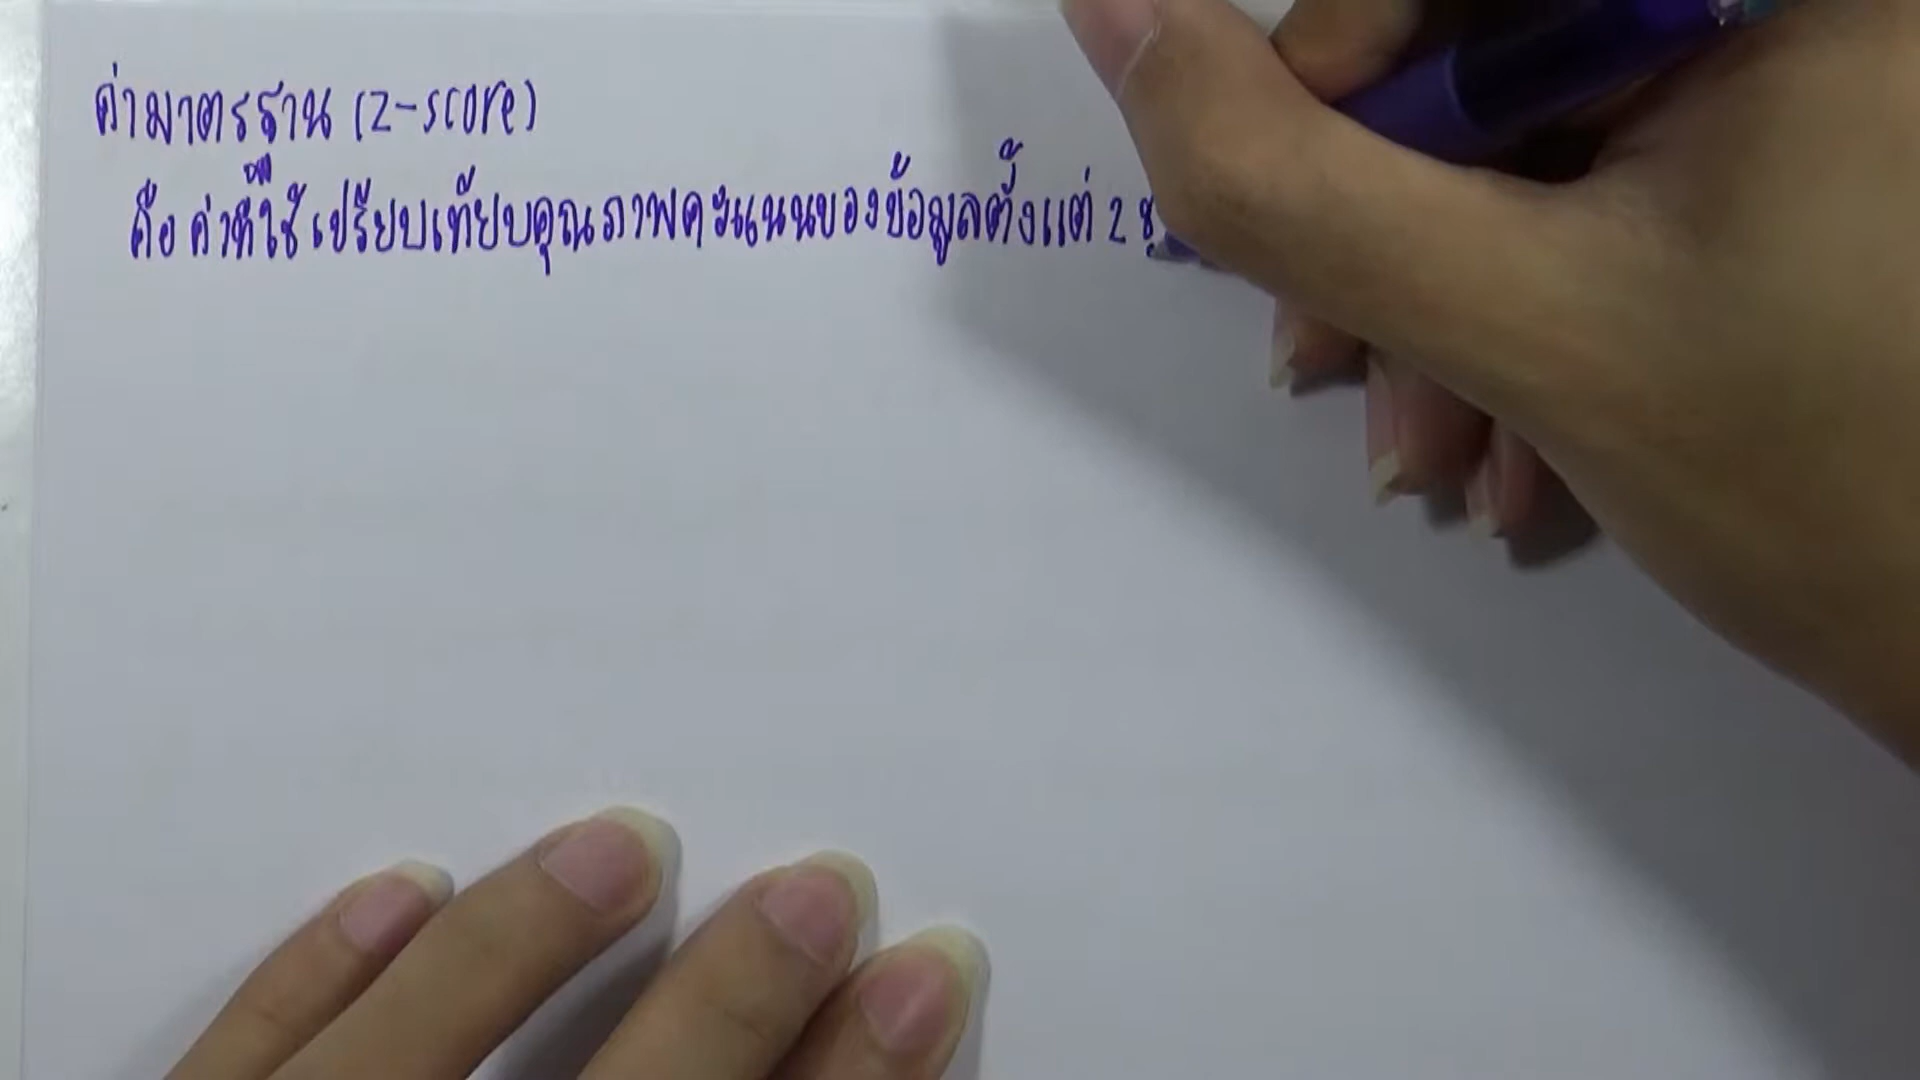 ค่ามาตรฐาน (z-score)
คือ ค่าที่ใช้เปรียบเทียบคุณภาพคะแนนของข้อมูลตั้งแต่ 2 ชุ